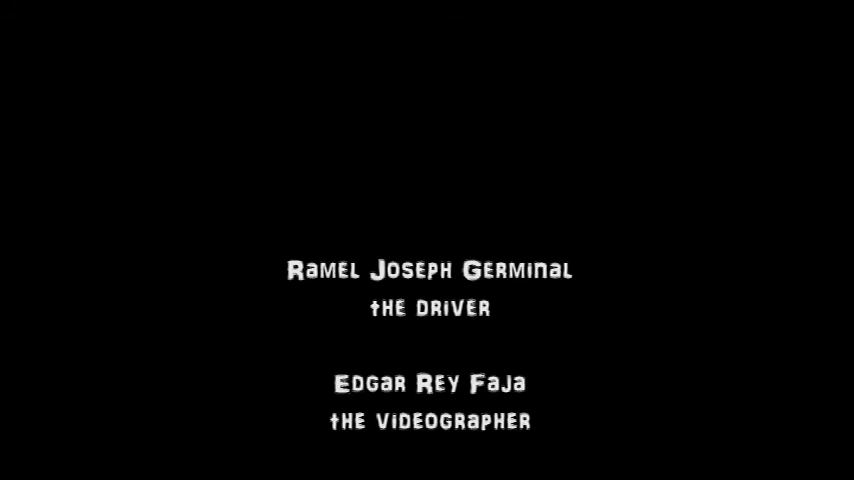 Ramel Joseph Germinal
the driver
Edgar Rey Faja
the videographer